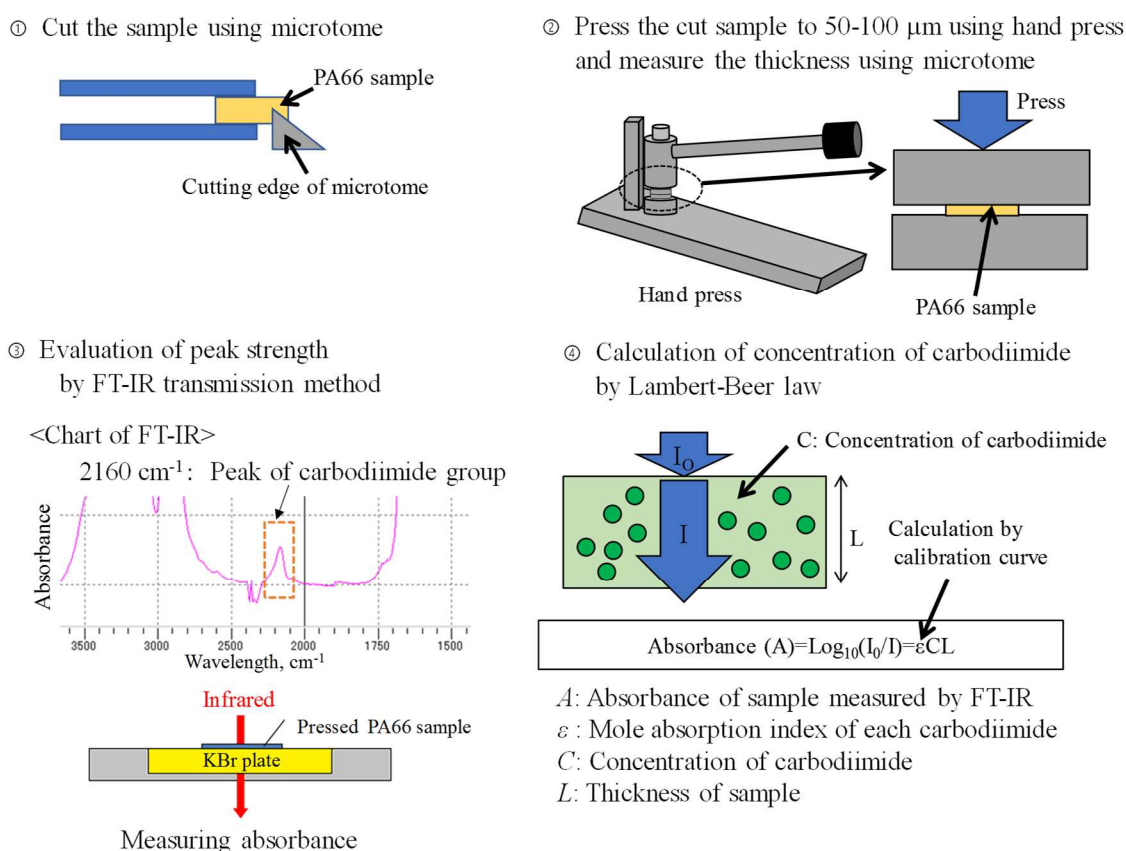 ① Cut the sample using microtome
PA66 sample
Cutting edge of microtome
② Press the cut sample to 50-100 μm using hand press
and measure the thickness using microtome
Press
Hand press
PA66 sample
③ Evaluation of peak strength
by FT-IR transmission method
<Chart of FT-IR>
2160 cm⁻¹: Peak of carbodiimide group
Absorbance
3500 3000 2500 2000 1750 1500
Wavelength, cm⁻¹
Infrared
Pressed PA66 sample
KBr plate
Measuring absorbance
④ Calculation of concentration of carbodiimide
by Lambert-Beer law
C: Concentration of carbodiimide
I₀
I
L
Calculation by
calibration curve
Absorbance (A)=Log₁₀(I₀/I)=εCL
A: Absorbance of sample measured by FT-IR
ε : Mole absorption index of each carbodiimide
C: Concentration of carbodiimide
L: Thickness of sample